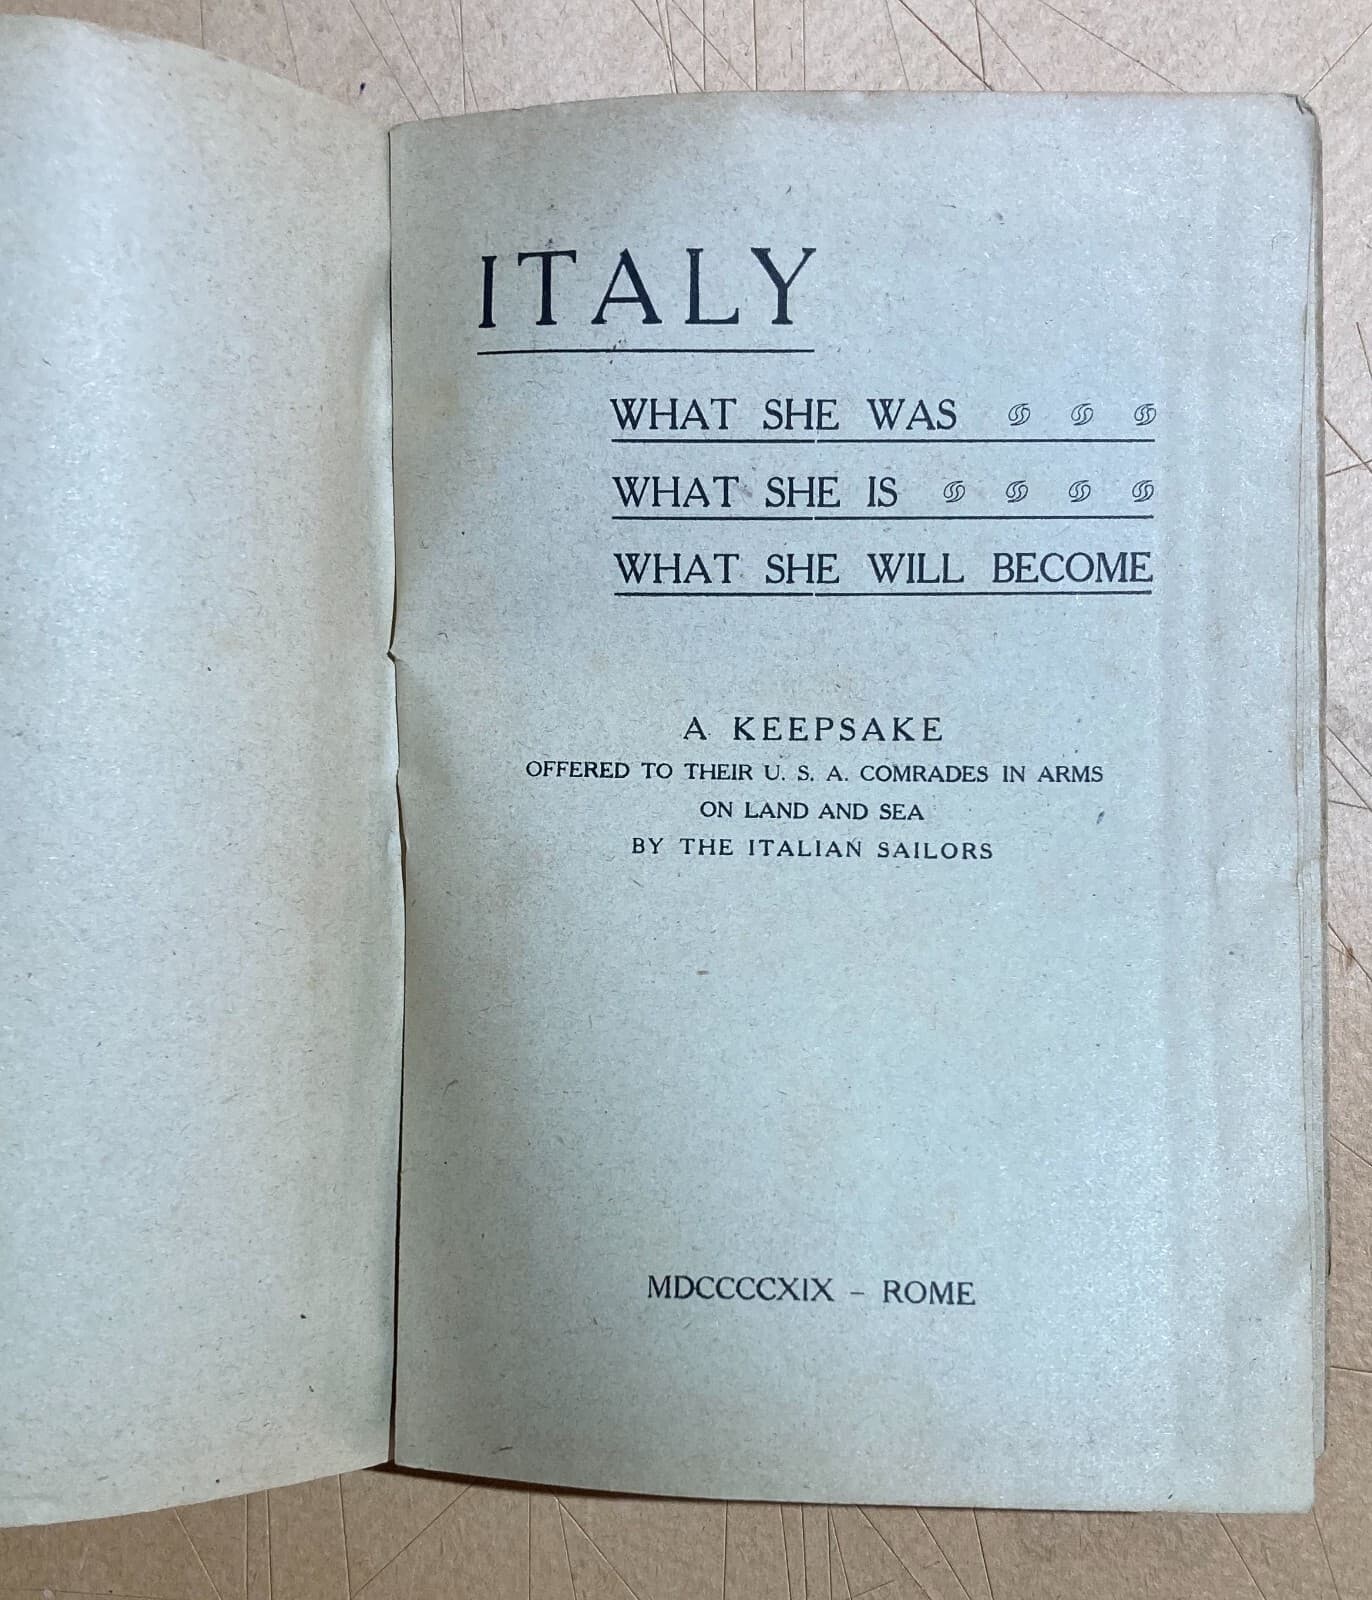 ITALY
WHAT SHE WAS
WHAT SHE IS
WHAT SHE WILL BECOME
A KEEPSAKE
OFFERED TO THEIR U. S. A. COMRADES IN ARMS
ON LAND AND SEA
BY THE ITALIAN SAILORS
MDCCCCXIX – ROME